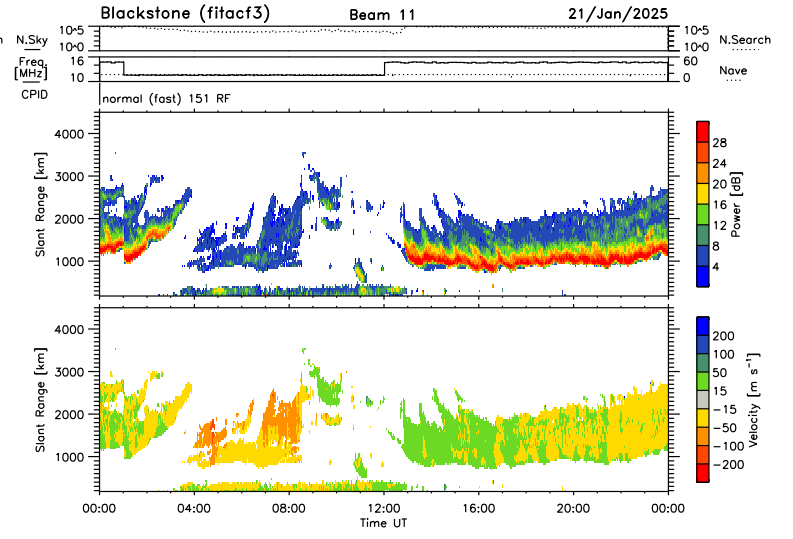 Blackstone (fitacf3) Beam 11 21/Jan/2025
n N.Sky 10^5 10^5 N.Search
10^0 10^0
Freq. 16 60 Nave
[MHz] 10 0
CPID normal (fast) 151 RF
Slant Range [km]
4000
3000
2000
1000
Power [dB]
28
24
20
16
12
8
4
Slant Range [km]
4000
3000
2000
1000
Velocity [m s⁻¹]
200
100
50
15
-15
-50
-100
-200
00:00 04:00 08:00 12:00 16:00 20:00 00:00
Time UT